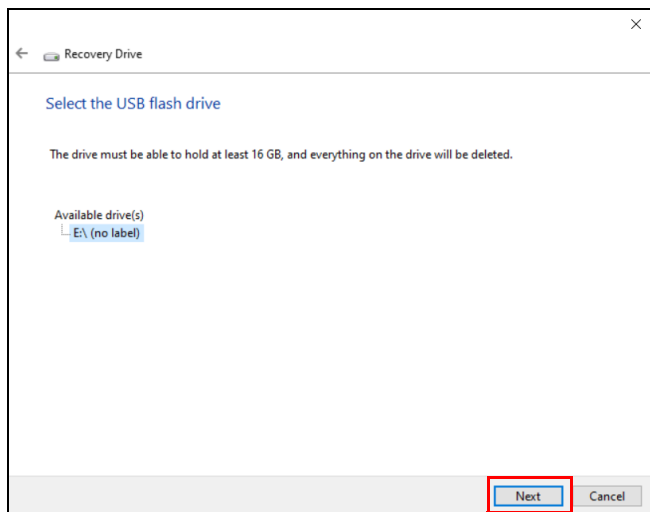 Recovery Drive
Select the USB flash drive
The drive must be able to hold at least 16 GB, and everything on the drive will be deleted.
Available drive(s)
E:\ (no label)
Next Cancel